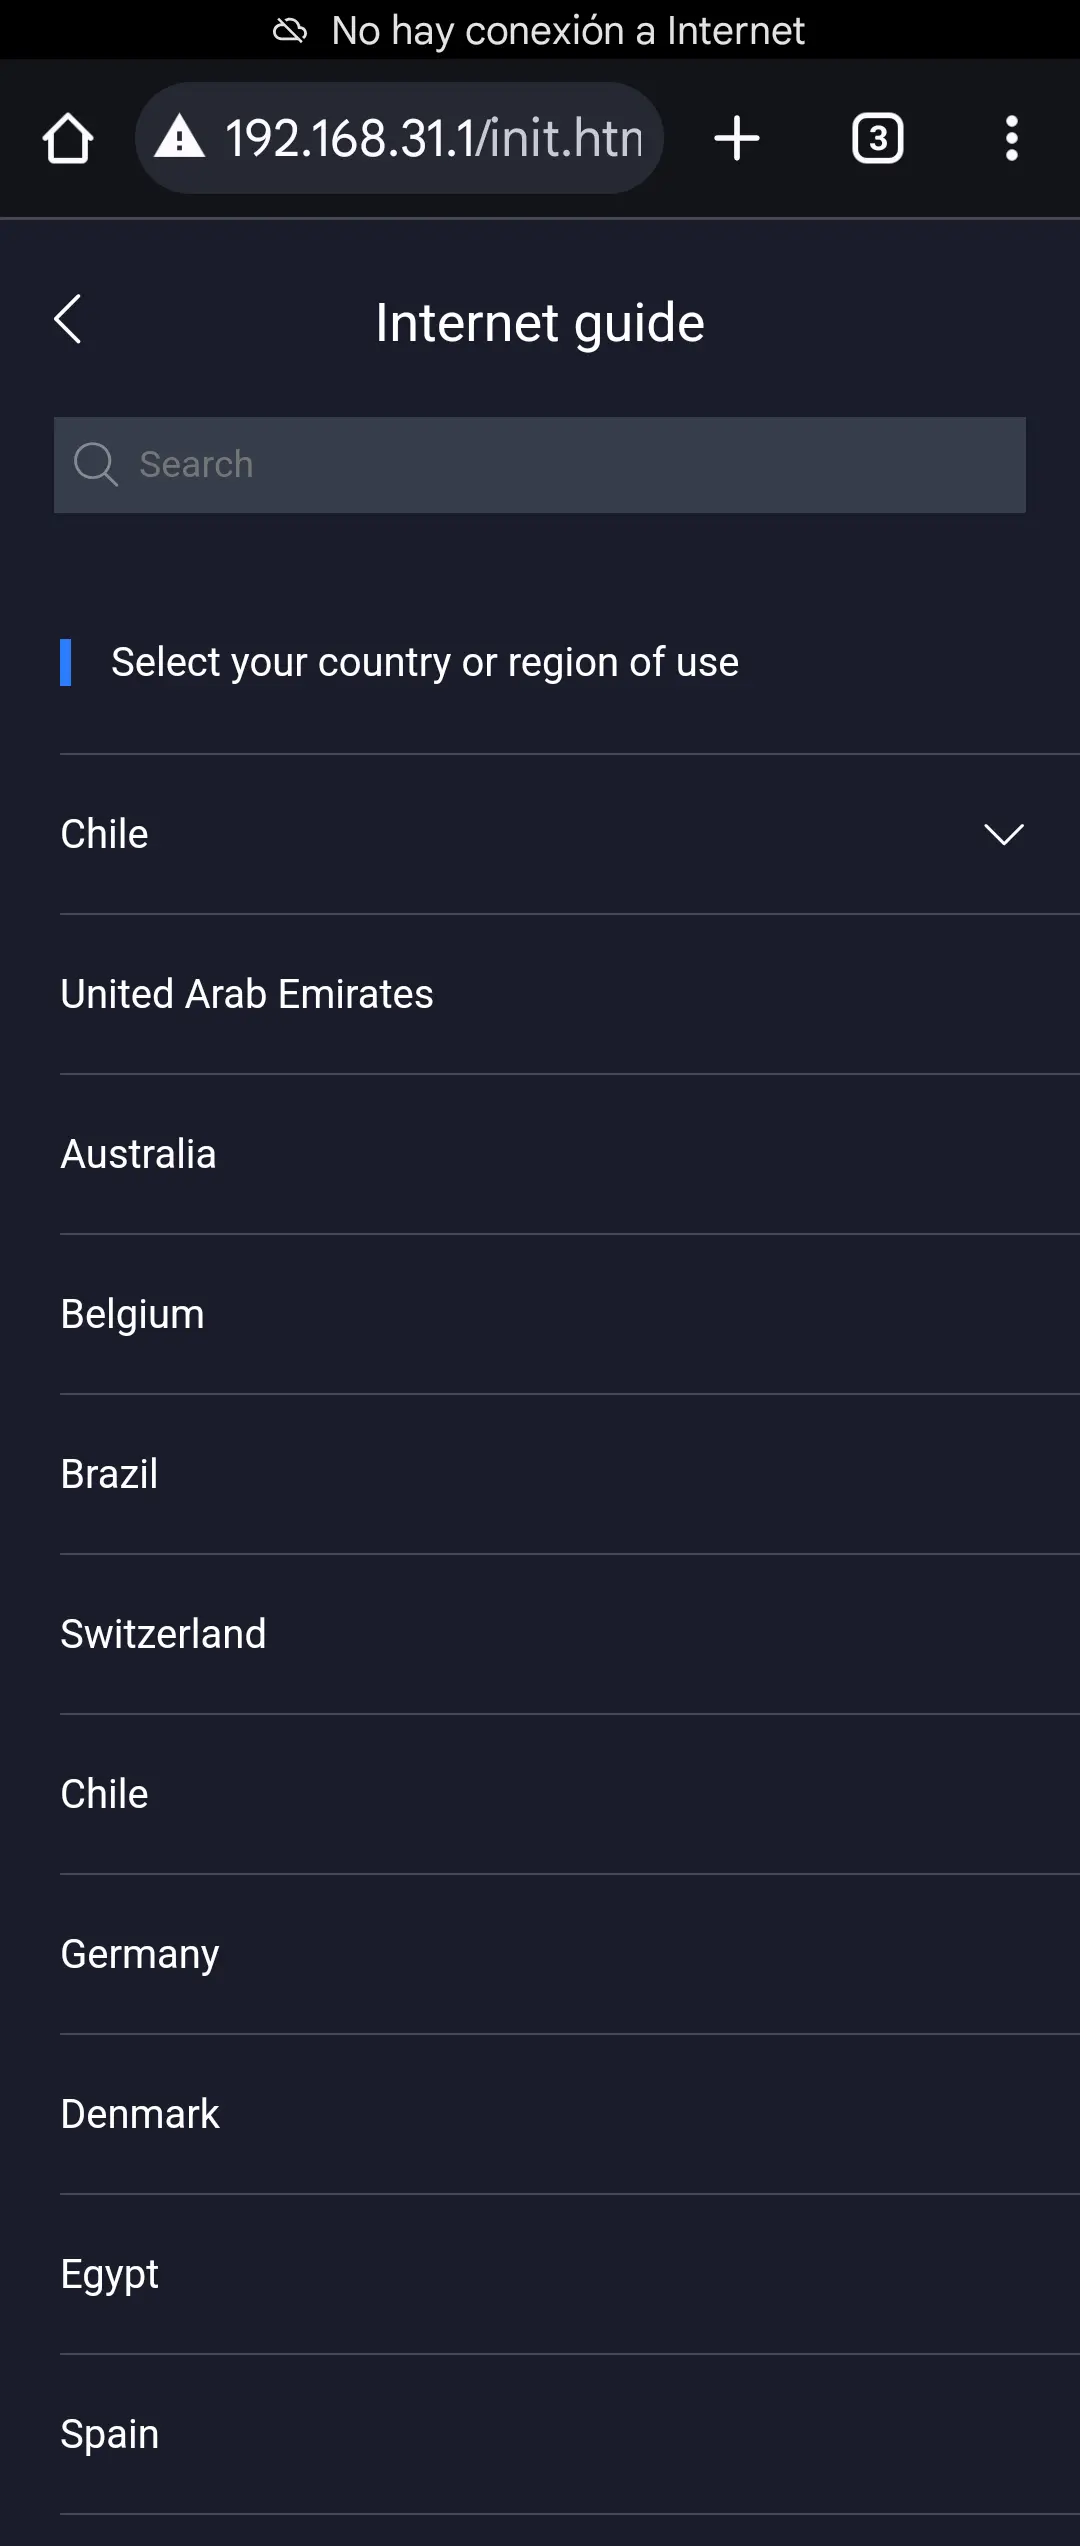 No hay conexión a Internet
192.168.31.1/init.htm
3
Internet guide
Search
Select your country or region of use
Chile
United Arab Emirates
Australia
Belgium
Brazil
Switzerland
Chile
Germany
Denmark
Egypt
Spain